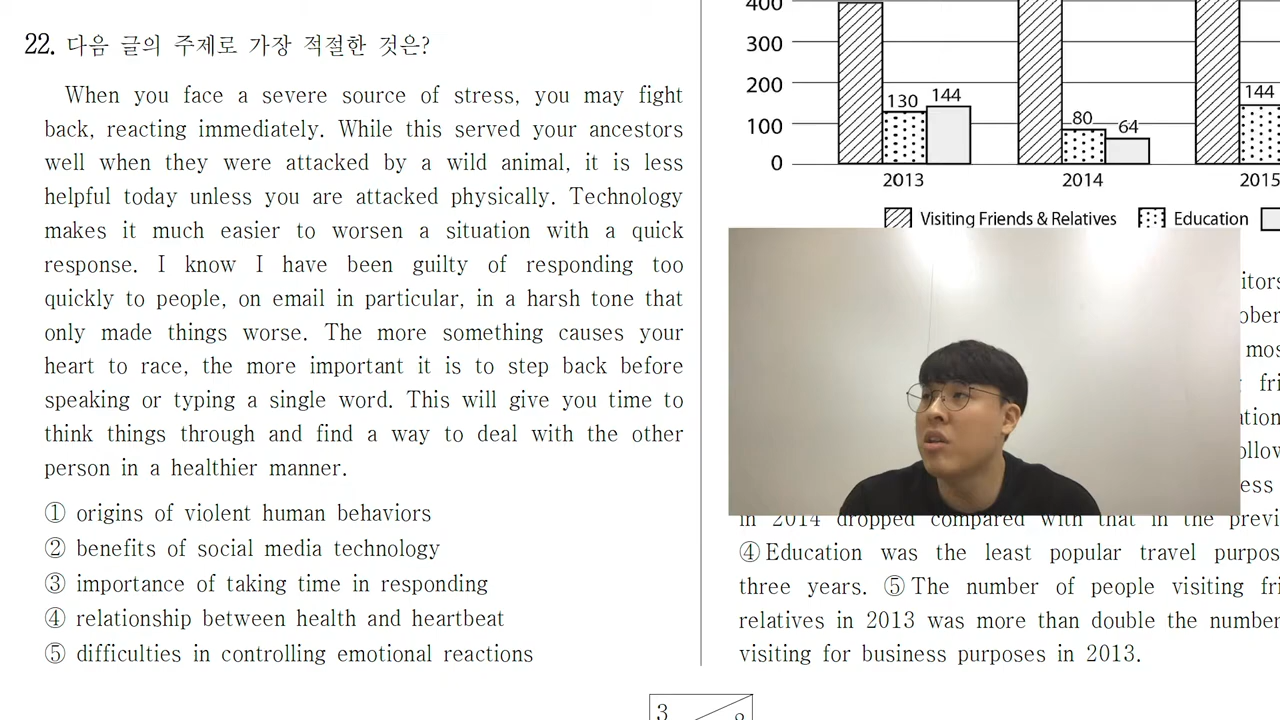 22. 다음 글의 주제로 가장 적절한 것은?
When you face a severe source of stress, you may fight
back, reacting immediately. While this served your ancestors
well when they were attacked by a wild animal, it is less
helpful today unless you are attacked physically. Technology
makes it much easier to worsen a situation with a quick
response. I know I have been guilty of responding too
quickly to people, on email in particular, in a harsh tone that
only made things worse. The more something causes your
heart to race, the more important it is to step back before
speaking or typing a single word. This will give you time to
think things through and find a way to deal with the other
person in a healthier manner.
① origins of violent human behaviors
② benefits of social media technology
③ importance of taking time in responding
④ relationship between health and heartbeat
⑤ difficulties in controlling emotional reactions
400
300
200
100
0
130 144
80 64
144
2013 2014 2015
Visiting Friends & Relatives Education
in 2014 dropped compared with that in the
④ Education was the least popular travel
three years. ⑤ The number of people visiting
relatives in 2013 was more than double the number
visiting for business purposes in 2013.
3